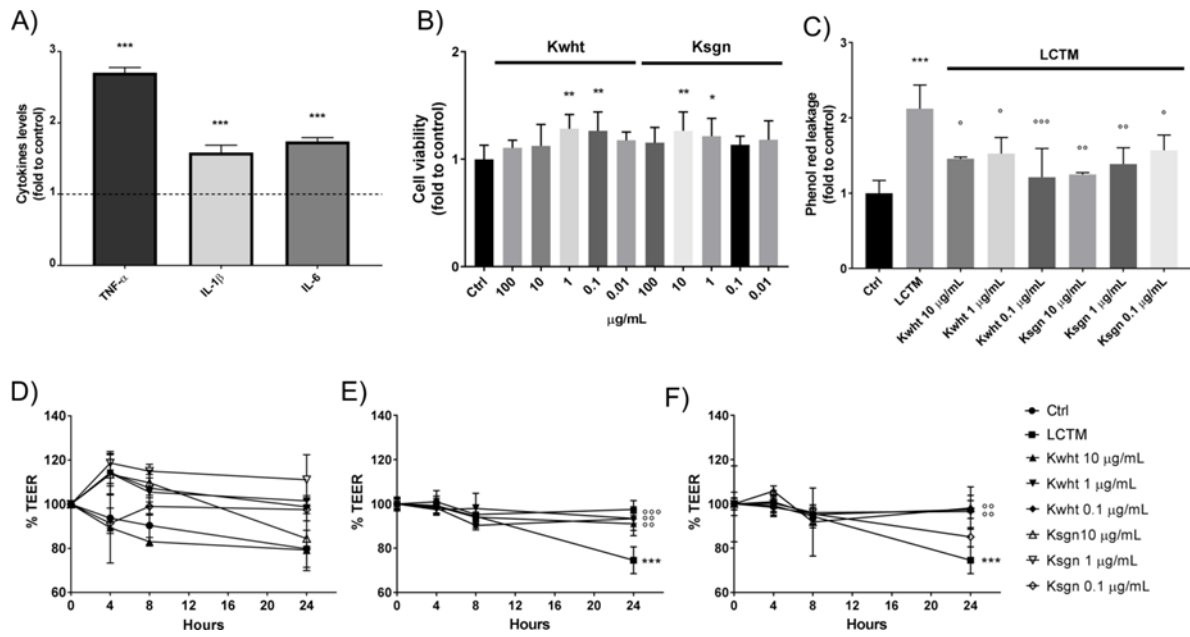 A)
Cytokines levels
(fold to control)
3
2
1
0
***
***
***
TNF-α
IL-1β
IL-6
B)
Kwht
Ksgn
Cell viability
(fold to control)
2
1
0
**
**
**
*
Ctrl
100
10
1
0.1
0.01
100
10
1
0.1
0.01
μg/mL
C)
LCTM
Phenol red leakage
(fold to control)
3
2
1
0
***
°
°
°°°
°°
°°
°
Ctrl
LCTM
Kwht 10 μg/mL
Kwht 1 μg/mL
Kwht 0.1 μg/mL
Ksgn 10 μg/mL
Ksgn 1 μg/mL
Ksgn 0.1 μg/mL
D)
% TEER
140
120
100
80
60
0 4 8 12 16 20 24
Hours
E)
% TEER
140
120
100
80
60
°°°
°°
°°
***
0 4 8 12 16 20 24
Hours
F)
% TEER
140
120
100
80
60
°°
°°
***
0 4 8 12 16 20 24
Hours
Ctrl
LCTM
Kwht 10 μg/mL
Kwht 1 μg/mL
Kwht 0.1 μg/mL
Ksgn10 μg/mL
Ksgn 1 μg/mL
Ksgn 0.1 μg/mL